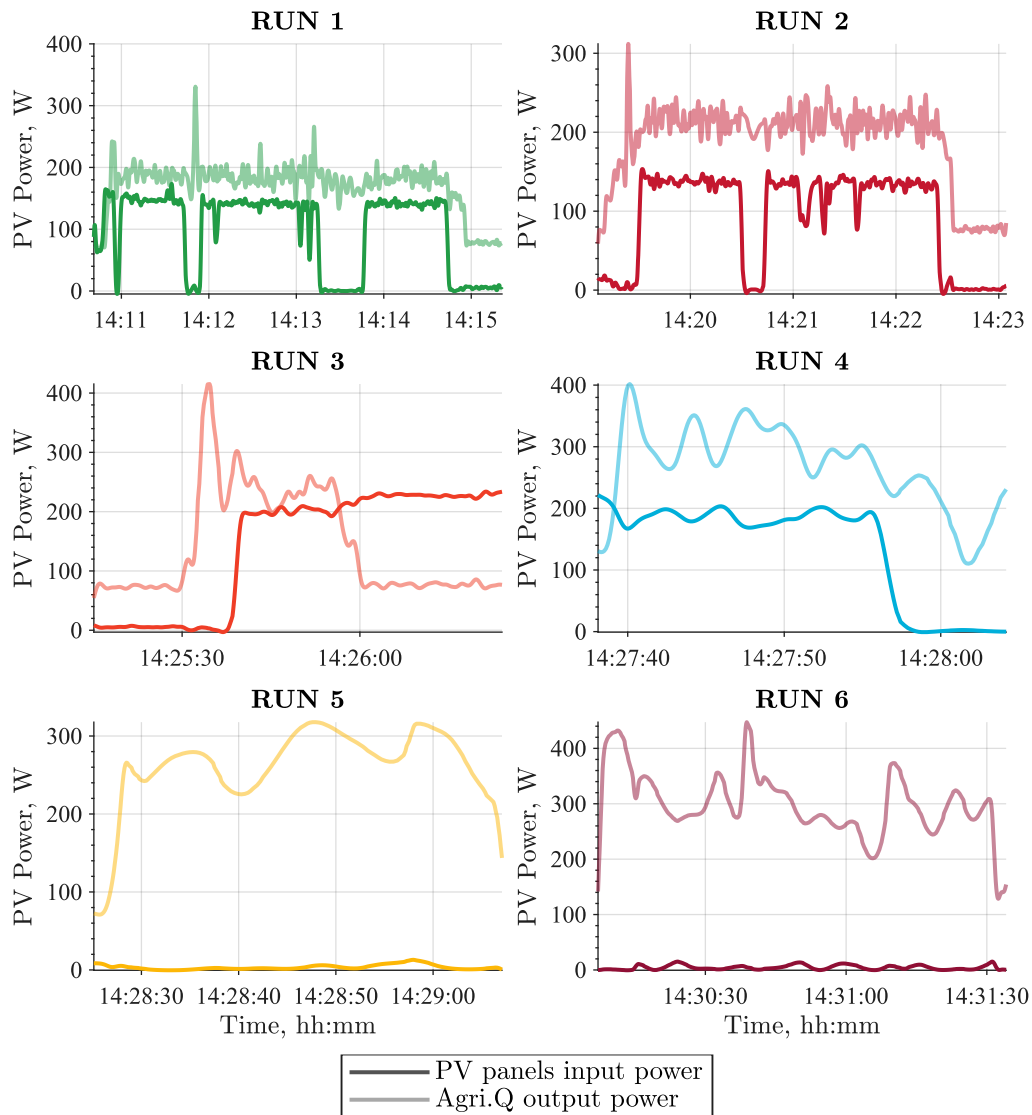 RUN 1
RUN 2
PV Power, W
400
300
200
100
0
14:11 14:12 14:13 14:14 14:15
PV Power, W
300
200
100
0
14:20 14:21 14:22 14:23
RUN 3
RUN 4
PV Power, W
400
300
200
100
0
14:25:30 14:26:00
PV Power, W
400
300
200
100
0
14:27:40 14:27:50 14:28:00
RUN 5
RUN 6
PV Power, W
300
200
100
0
14:28:30 14:28:40 14:28:50 14:29:00
Time, hh:mm
PV Power, W
400
300
200
100
0
14:30:30 14:31:00 14:31:30
Time, hh:mm
PV panels input power
Agri.Q output power